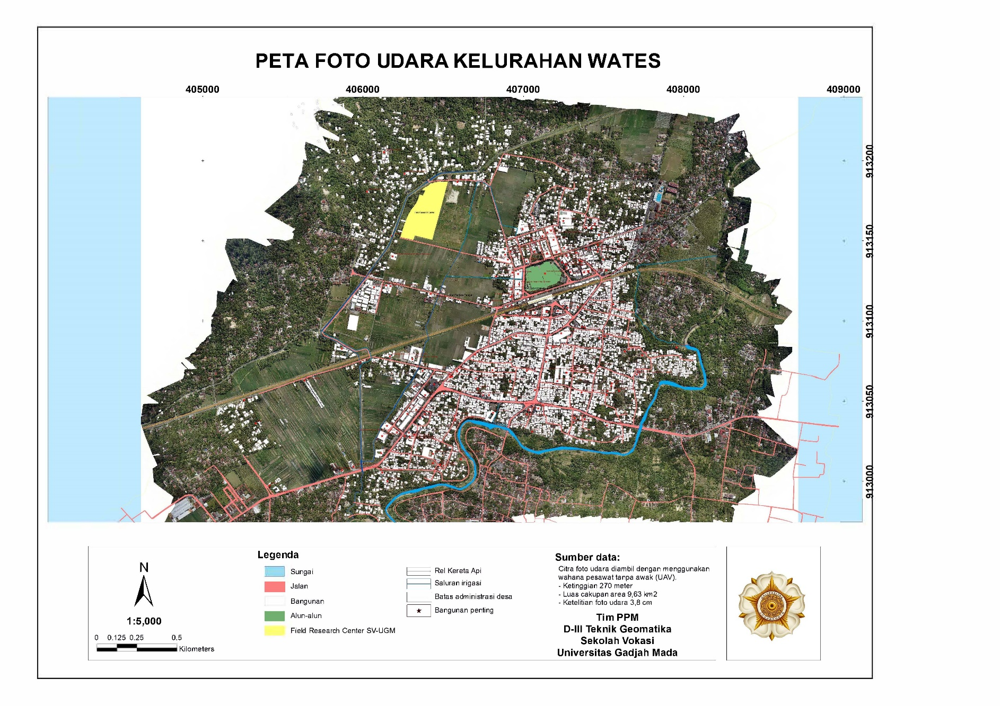 PETA FOTO UDARA KELURAHAN WATES
405000 406000 407000 408000 409000
913200
913150
913100
913050
913000
Field Research Center
N
1:5,000
0 0.125 0.25 0.5
Kilometers
Legenda
Sungai
Jalan
Bangunan
Alun-alun
Field Research Center SV-UGM
Rel Kereta Api
Saluran irigasi
Batas administrasi desa
Bangunan penting
Sumber data:
Citra foto udara diambil dengan menggunakan
wahana pesawat tanpa awak (UAV).
- Ketinggian 270 meter
- Luas cakupan area 9,63 km2
- Ketelitian foto udara 3,8 cm
Tim PPM
D-III Teknik Geomatika
Sekolah Vokasi
Universitas Gadjah Mada